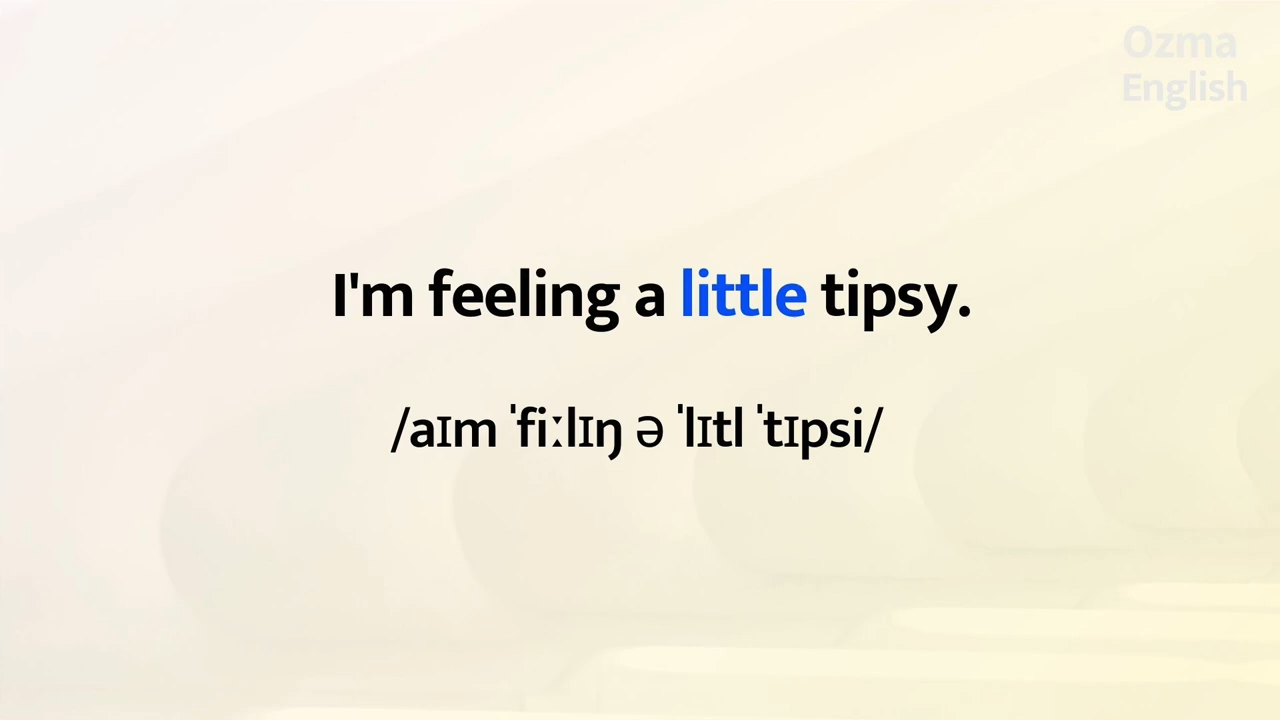 Ozma
English
I'm feeling a little tipsy.
/aɪm ˈfiːlɪŋ ə ˈlɪtl ˈtɪpsi/